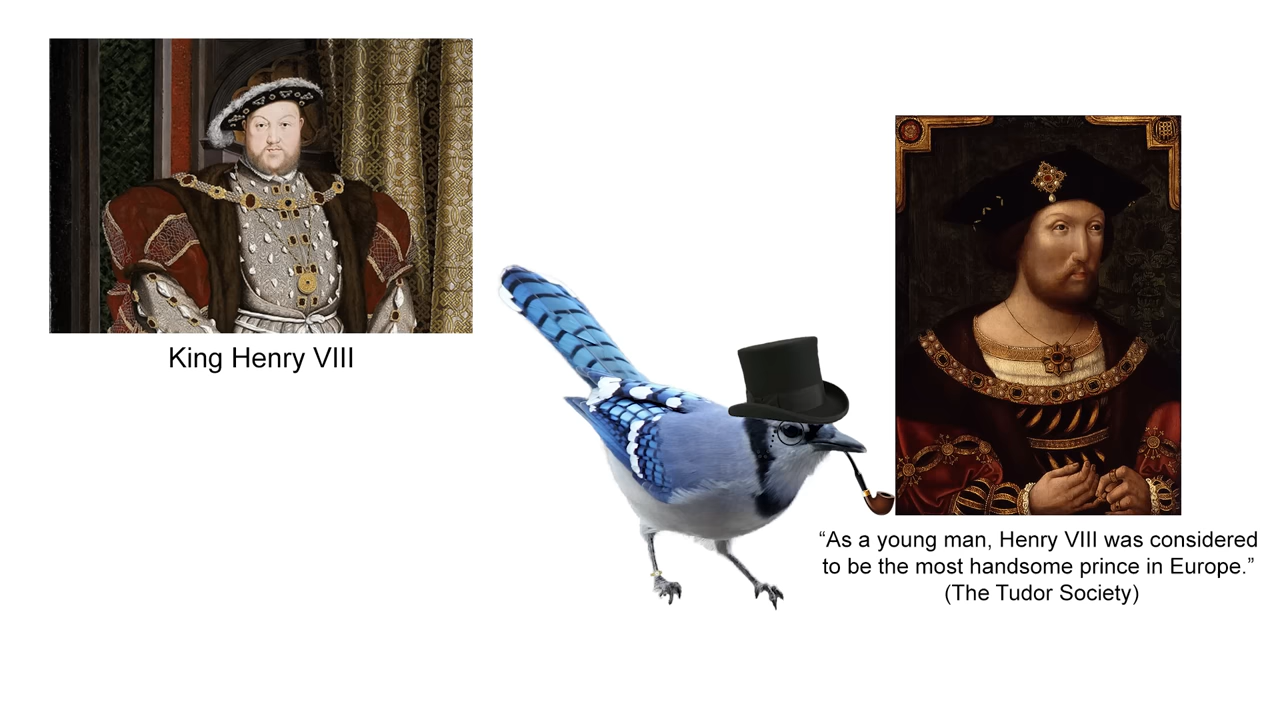 King Henry VIII
“As a young man, Henry VIII was considered
to be the most handsome prince in Europe.”
(The Tudor Society)